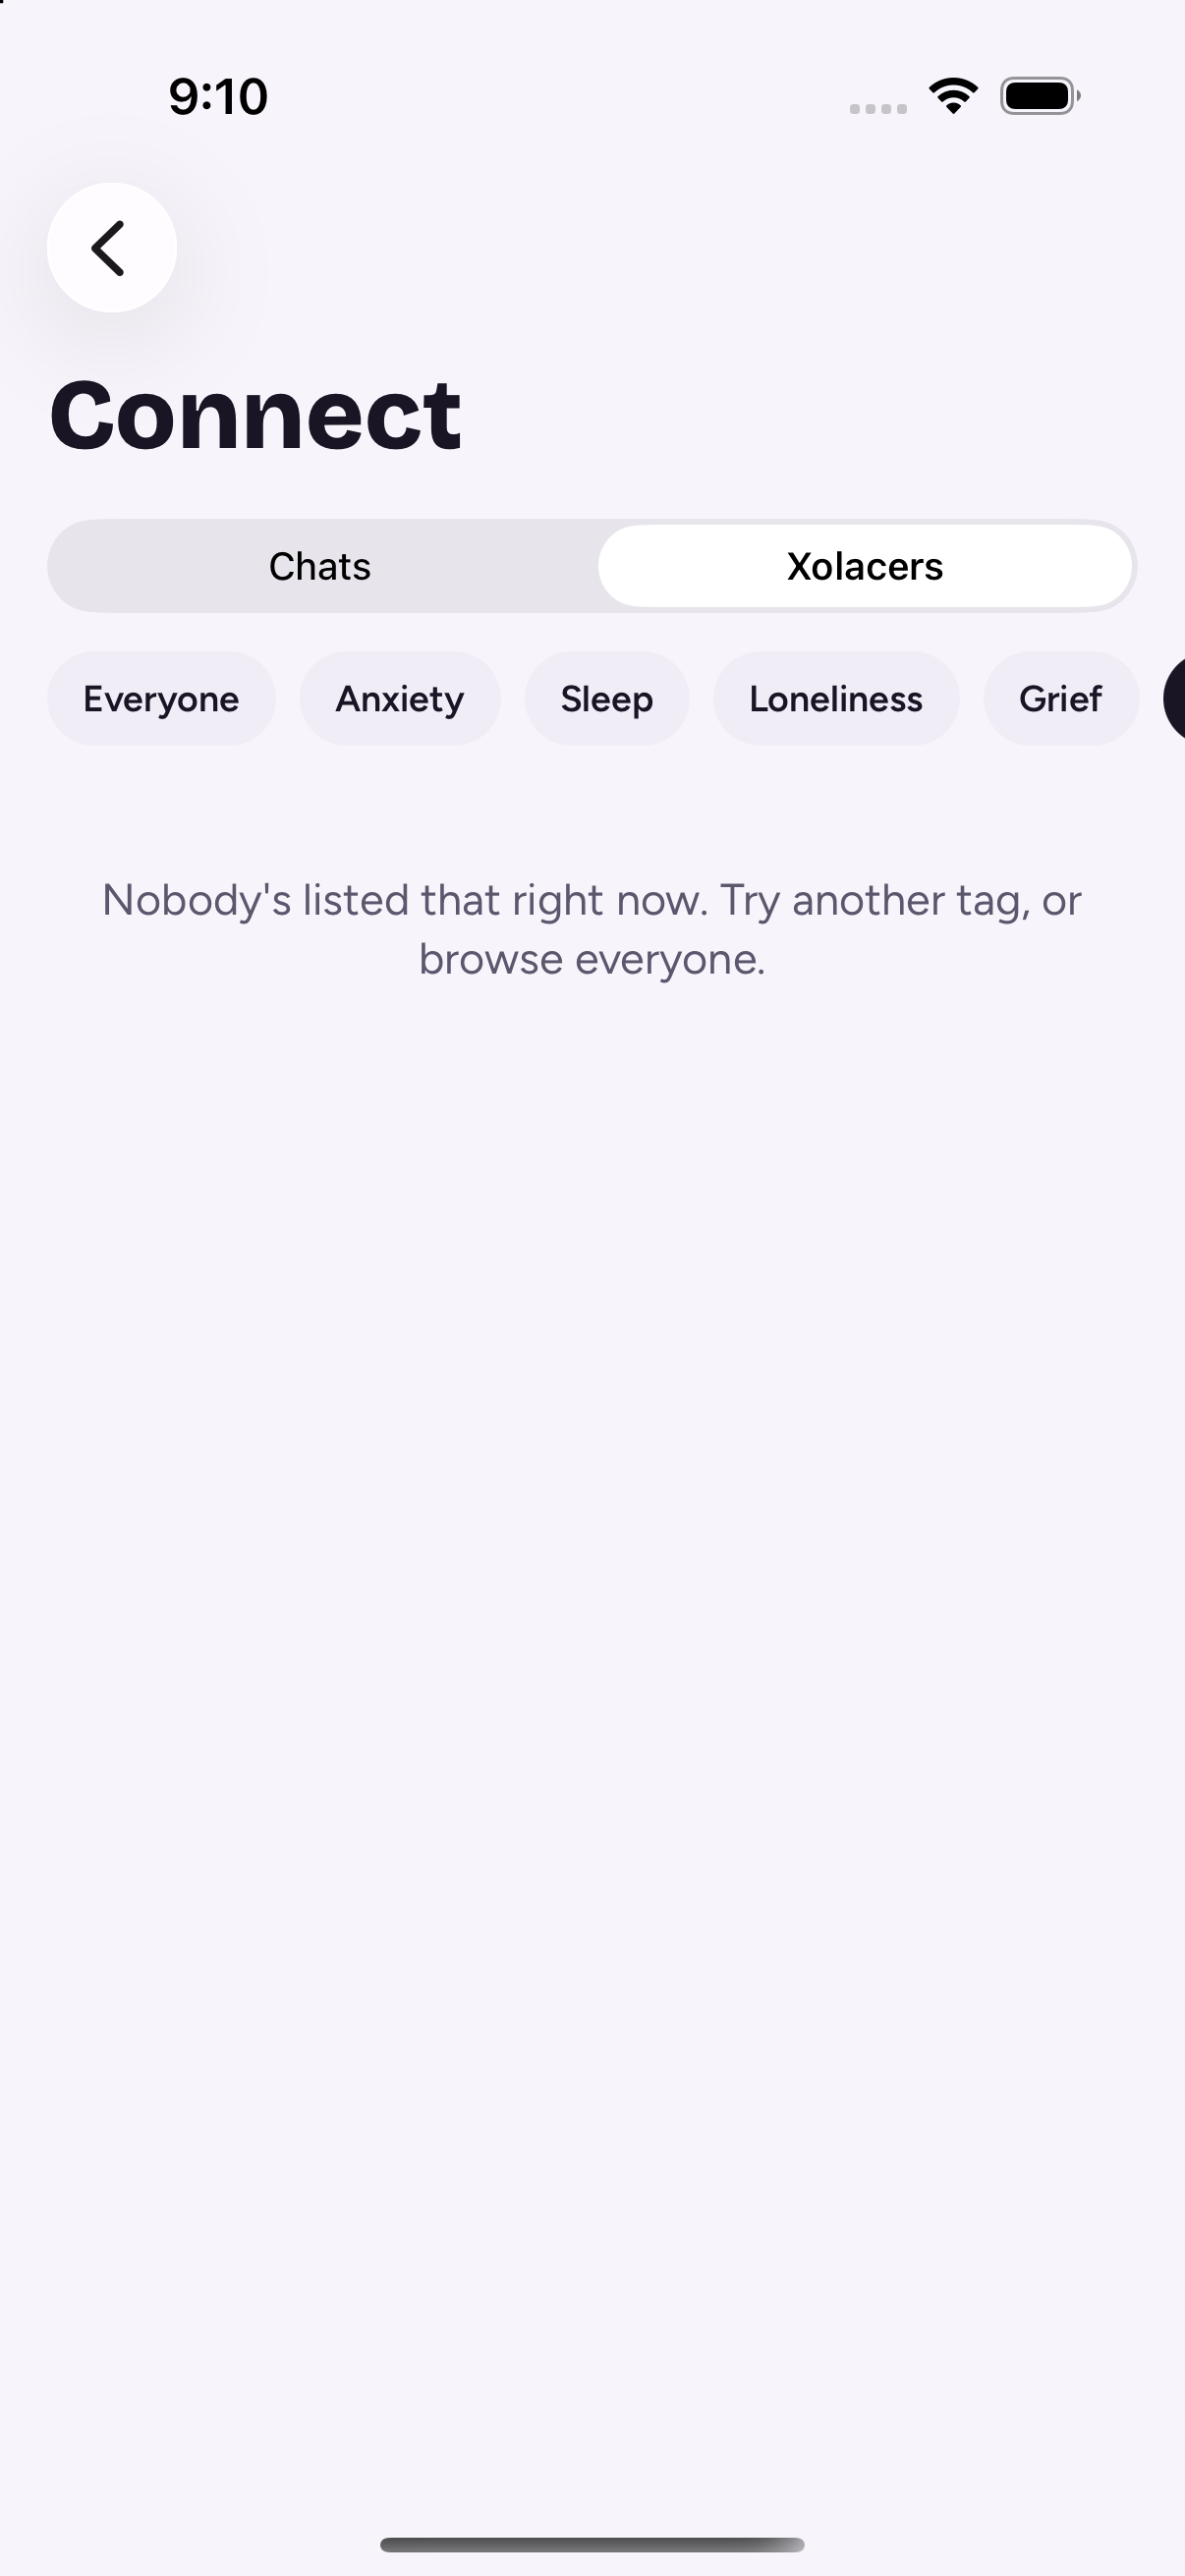 9:10
Connect
Chats
Xolacers
Everyone
Anxiety
Sleep
Loneliness
Grief
Nobody's listed that right now. Try another tag, or
browse everyone.